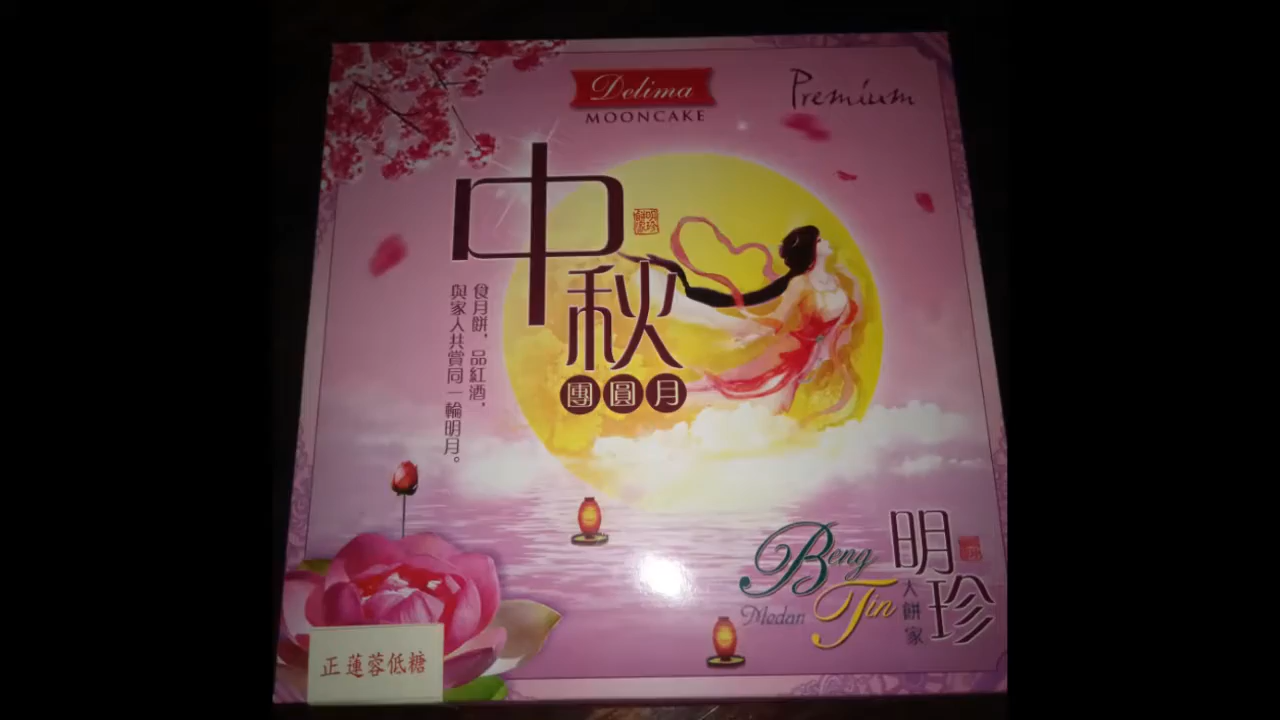 Delima
MOONCAKE
Premium
中秋
團圓月
食月餅，品紅酒，
與家人共賞同一輪明月。
Beng
Tin
Medan
明珍
大餅家
正蓮蓉低糖